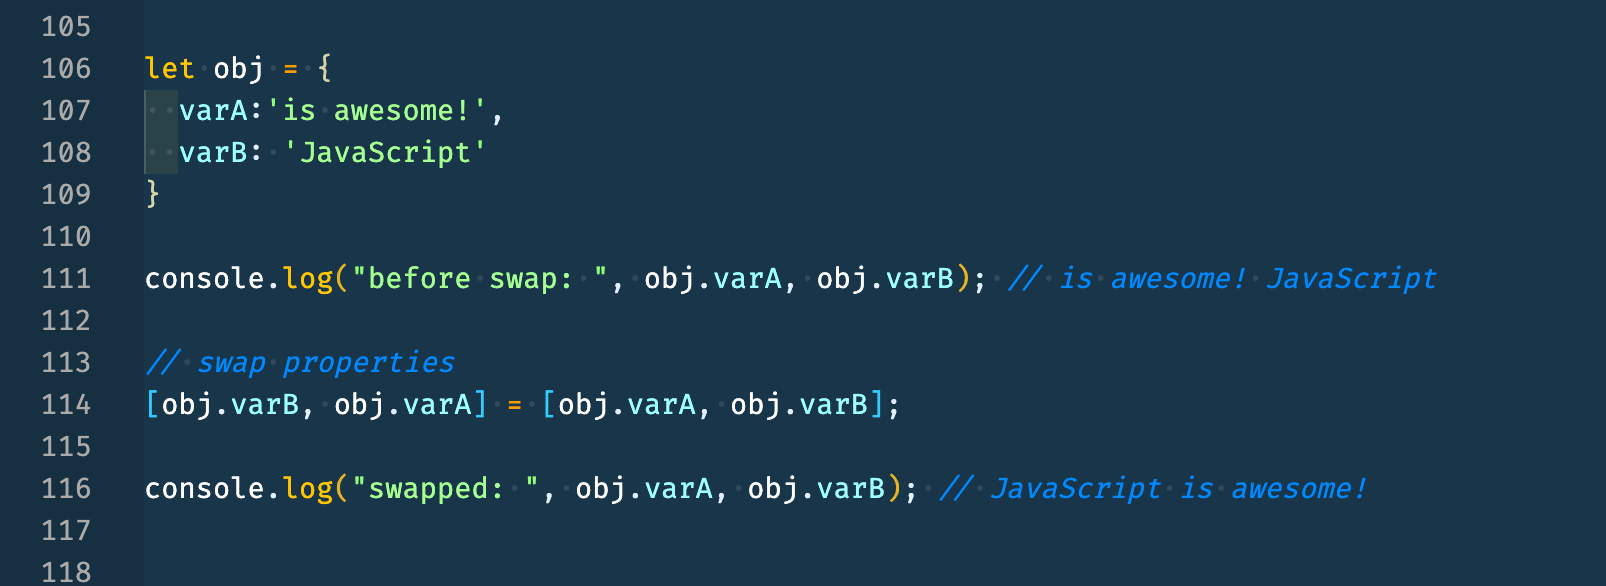 105
106 let obj = {
107   varA:'is awesome!',
108   varB: 'JavaScript'
109 }
110
111 console.log("before swap: ", obj.varA, obj.varB); // is awesome! JavaScript
112
113 // swap properties
114 [obj.varB, obj.varA] = [obj.varA, obj.varB];
115
116 console.log("swapped: ", obj.varA, obj.varB); // JavaScript is awesome!
117
118